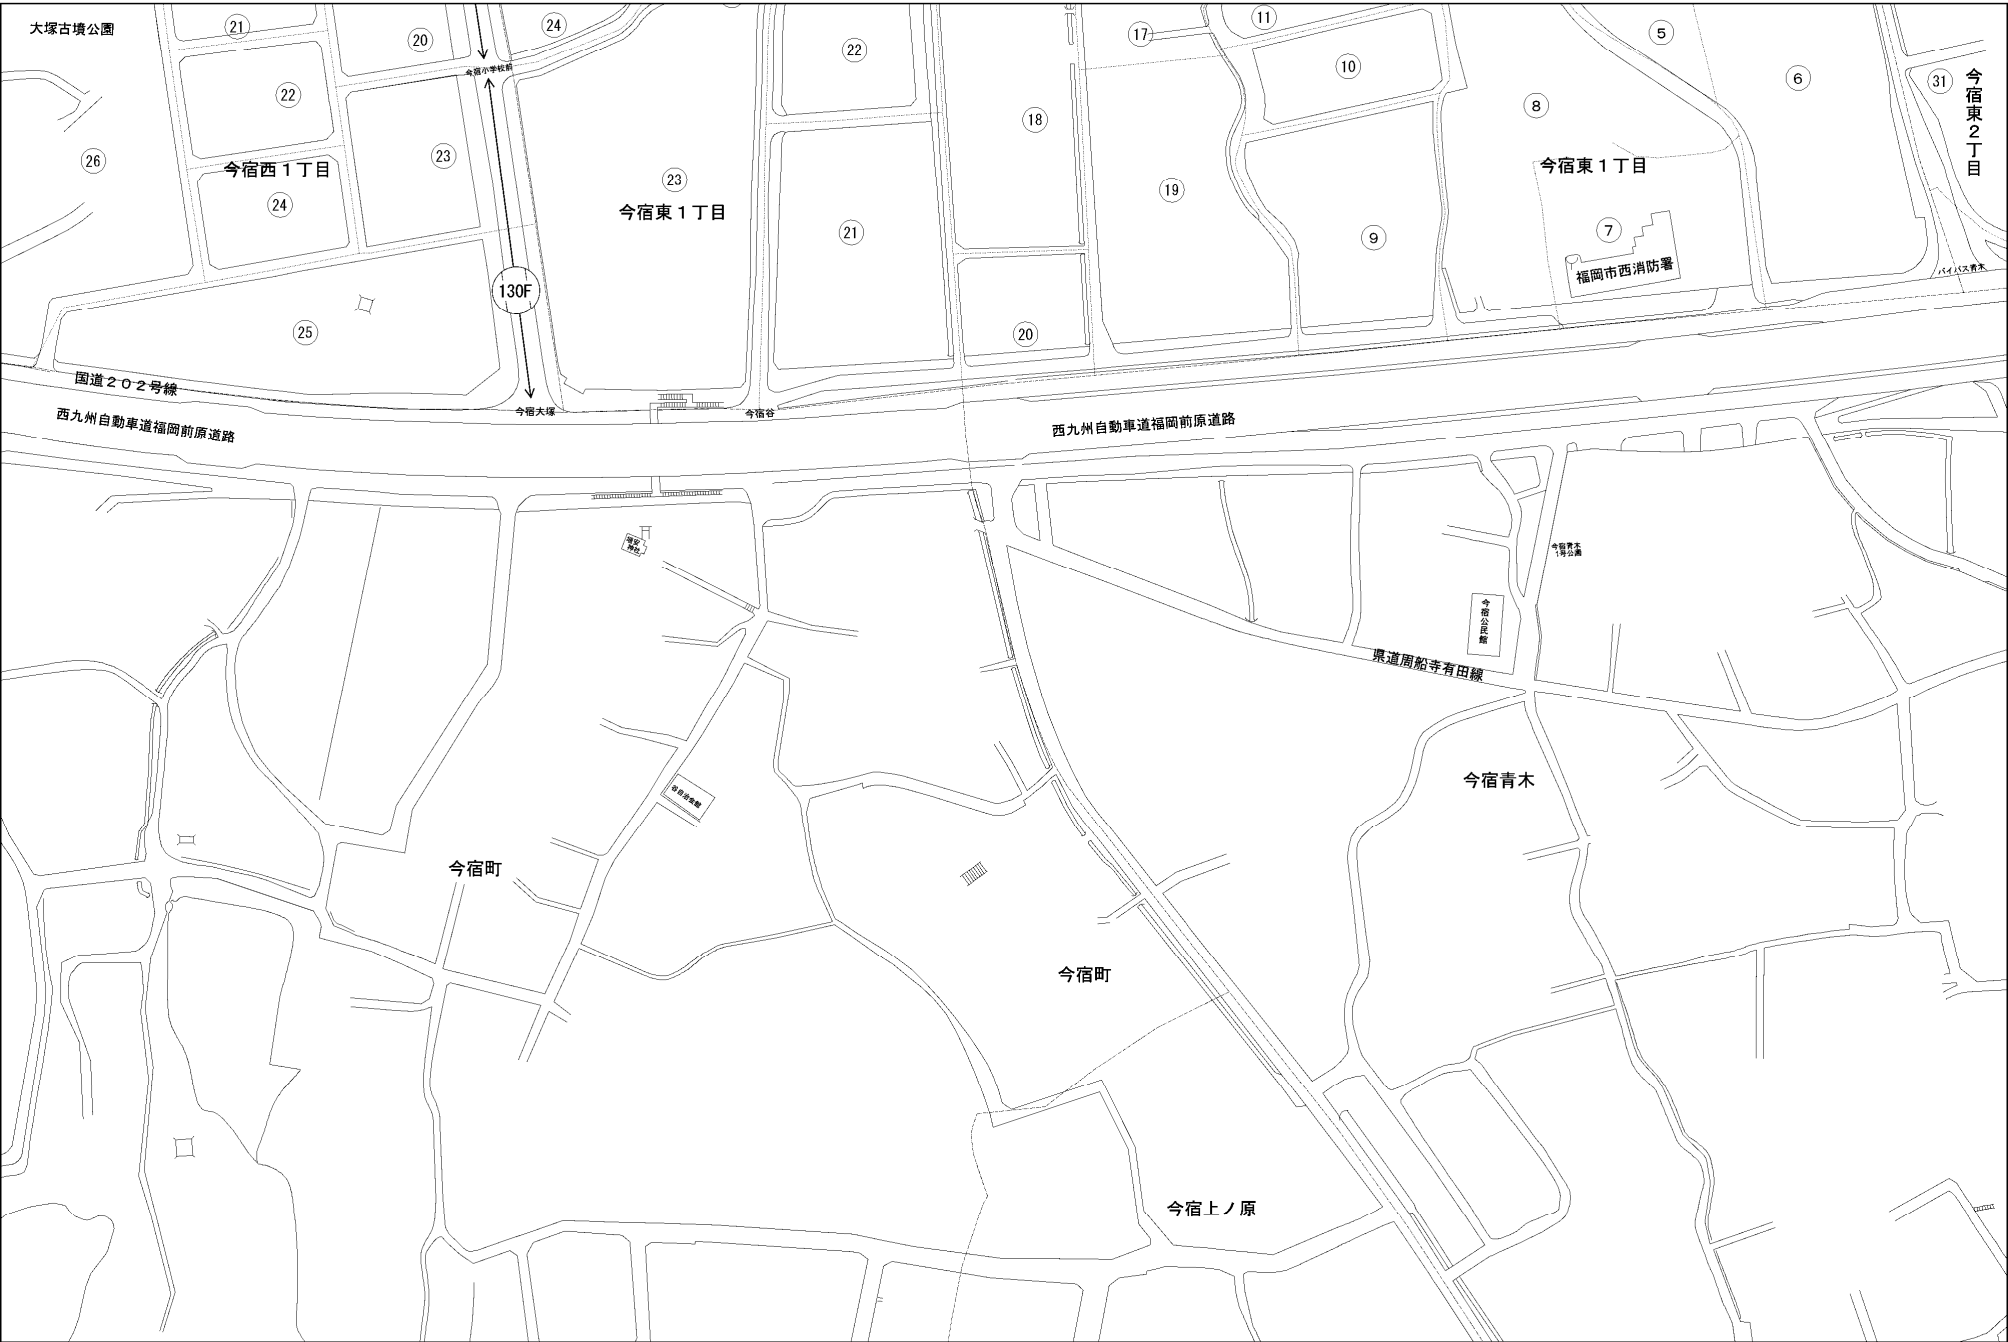 大塚古墳公園
21
20
24
22
11
17
5
今宿小学校前
10
6
31
今宿東２丁目
22
18
8
26
23
今宿西１丁目
今宿東１丁目
24
23
19
今宿東１丁目
21
9
7
福岡市西消防署
バイパス青木
130F
25
20
国道２０２号線
今宿大塚
今宿谷
西九州自動車道福岡前原道路
西九州自動車道福岡前原道路
神社
今宿青木
1号公園
今宿公民館
県道周船寺有田線
谷自治会館
今宿青木
今宿町
今宿町
今宿上ノ原